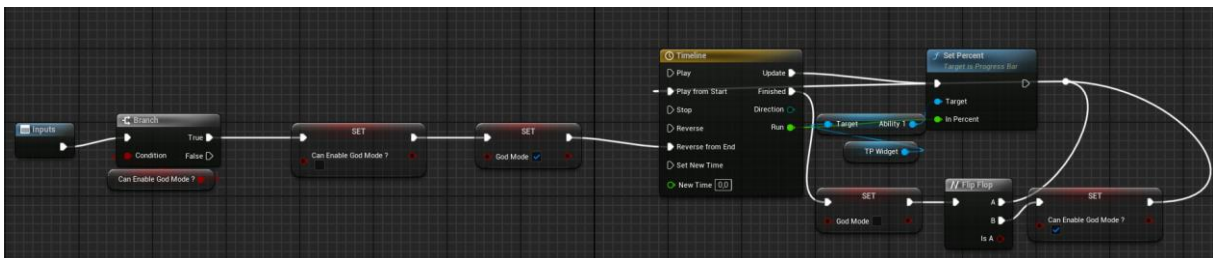 Inputs
Branch
True
Condition
False
Can Enable God Mode ?
SET
Can Enable God Mode ?
SET
God Mode
Timeline
Play
Update
Play from Start
Finished
Stop
Direction
Reverse
Run
Reverse from End
Set New Time
New Time 0,0
Target Ability 1
TP Widget
Set Percent
Target is Progress Bar
Target
In Percent
SET
God Mode
Flip Flop
A
B
Is A
SET
Can Enable God Mode ?